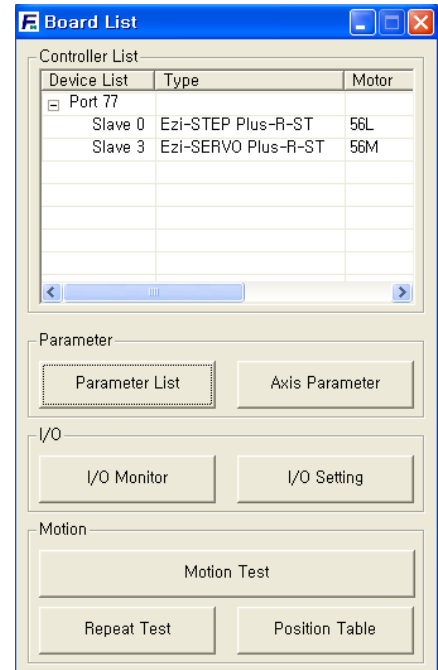 Board List
Controller List
Device List Type Motor
Port 77
Slave 0 Ezi-STEP Plus-R-ST 56L
Slave 3 Ezi-SERVO Plus-R-ST 56M
Parameter
Parameter List Axis Parameter
I/O
I/O Monitor I/O Setting
Motion
Motion Test
Repeat Test Position Table